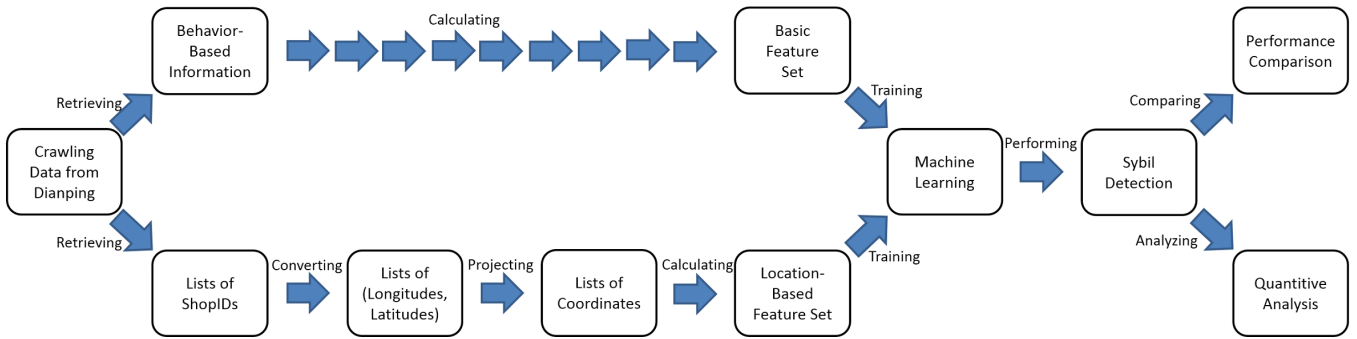 Behavior-
Based
Information
Calculating
Basic
Feature
Set
Performance
Comparison
Retrieving
Training
Comparing
Crawling
Data from
Dianping
Machine
Learning
Performing
Sybil
Detection
Retrieving
Training
Analyzing
Lists of
ShopIDs
Converting
Lists of
(Longitudes,
Latitudes)
Projecting
Lists of
Coordinates
Calculating
Location-
Based
Feature Set
Quantitive
Analysis